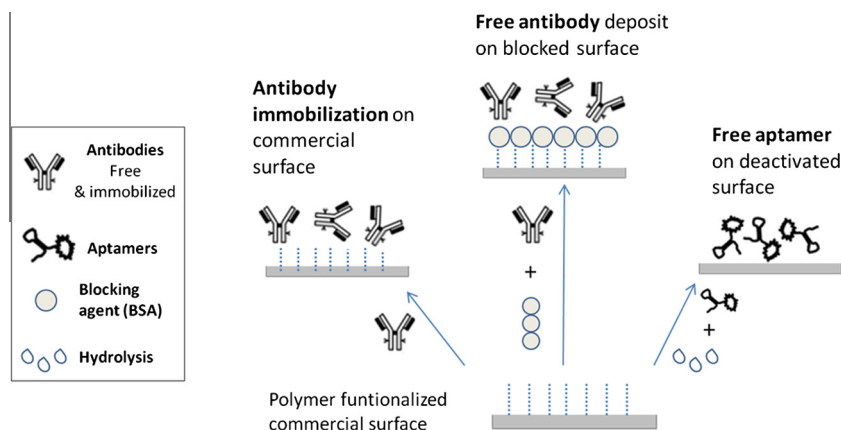 Free antibody deposit
on blocked surface
Antibody
immobilization on
commercial
surface
Free aptamer
on deactivated
surface
Antibodies
Free
& immobilized
Aptamers
Blocking
agent (BSA)
Hydrolysis
+
+
Polymer funtionalized
commercial surface